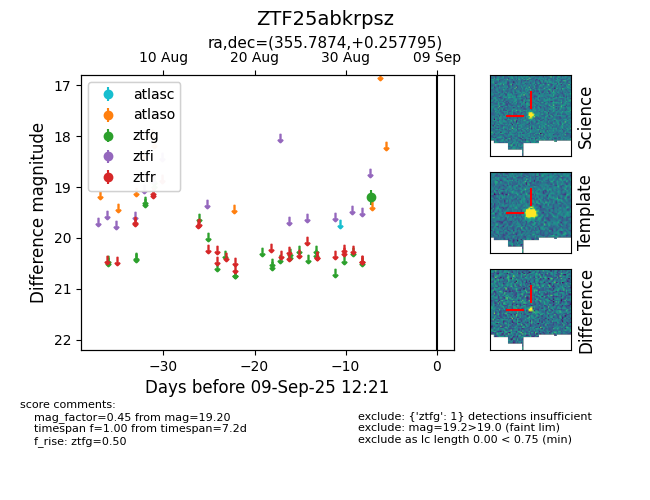 ZTF25abkrpsz
ra,dec=(355.7874,+0.257795)
10 Aug 20 Aug 30 Aug 09 Sep
atlasc
atlaso
ztfg
ztfi
ztfr
17
18
19
20
21
22
Difference magnitude
−30 −20 −10 0
Days before 09-Sep-25 12:21
Science
Template
Difference
score comments:
mag_factor=0.45 from mag=19.20
timespan f=1.00 from timespan=7.2d
f_rise: ztfg=0.50
exclude: {'ztfg': 1} detections insufficient
exclude: mag=19.2>19.0 (faint lim)
exclude as lc length 0.00 < 0.75 (min)